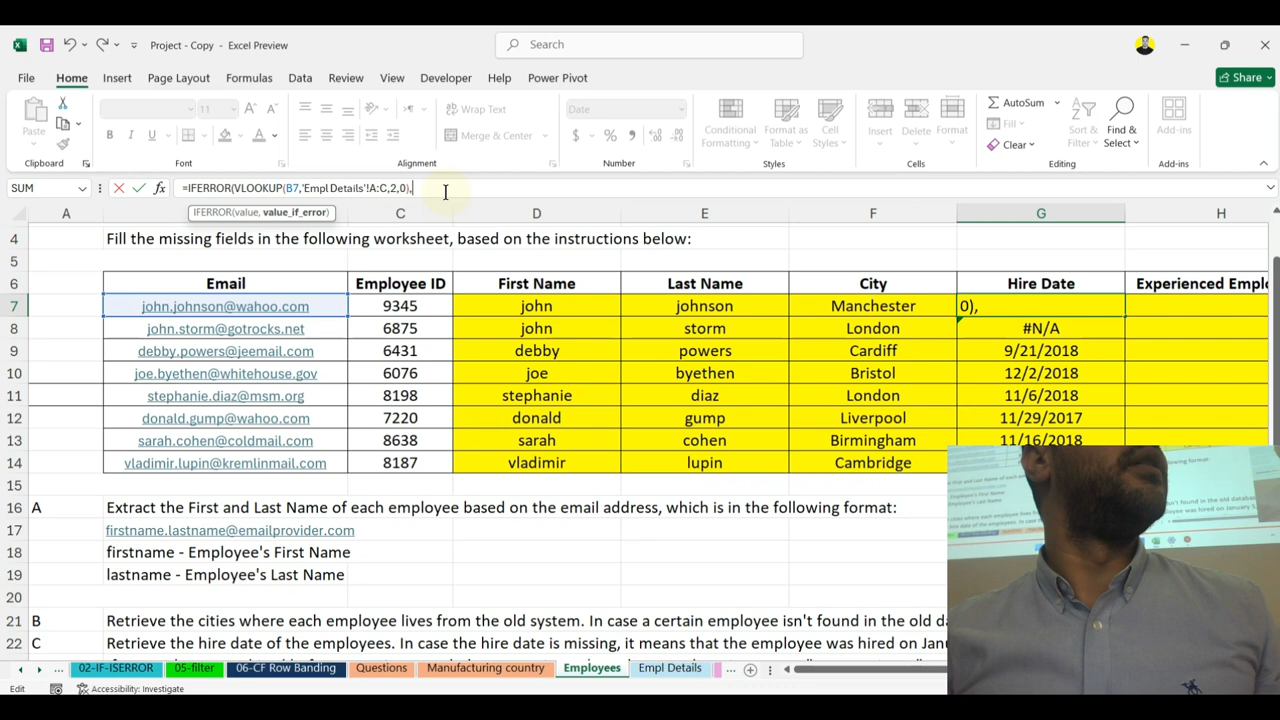 Project - Copy - Excel Preview
Search
File Home Insert Page Layout Formulas Data Review View Developer Help Power Pivot
Share
11
Wrap Text
Date
AutoSum
Paste
Merge & Center
Conditional Formatting
Format as Table
Cell Styles
Insert
Delete
Format
Fill
Clear
Sort & Filter
Find & Select
Add-ins
Clipboard Font Alignment Number Styles Cells Editing Add-ins
SUM =IFERROR(VLOOKUP(B7,'Empl Details'!A:C,2,0),
IFERROR(value, value_if_error)
A C D E F G H
4 Fill the missing fields in the following worksheet, based on the instructions below:
5
6 Email Employee ID First Name Last Name City Hire Date Experienced Emplo
7 john.johnson@wahoo.com 9345 john johnson Manchester 0),
8 john.storm@gotrocks.net 6875 john storm London #N/A
9 debby.powers@jeemail.com 6431 debby powers Cardiff 9/21/2018
10 joe.byethen@whitehouse.gov 6076 joe byethen Bristol 12/2/2018
11 stephanie.diaz@msm.org 8198 stephanie diaz London 11/6/2018
12 donald.gump@wahoo.com 7220 donald gump Liverpool 11/29/2017
13 sarah.cohen@coldmail.com 8638 sarah cohen Birmingham 11/16/2018
14 vladimir.lupin@kremlinmail.com 8187 vladimir lupin Cambridge
15
16 A Extract the First and Last Name of each employee based on the email address, which is in the following format:
17 firstname.lastname@emailprovider.com
18 firstname - Employee's First Name
19 lastname - Employee's Last Name
20
21 B Retrieve the cities where each employee lives from the old system. In case a certain employee isn't found in the old da
22 C Retrieve the hire date of the employees. In case the hire date is missing, it means that the employee was hired on Janu
02-IF-ISERROR 05-filter 06-CF Row Banding Questions Manufacturing country Employees Empl Details
Edit Accessibility: Investigate